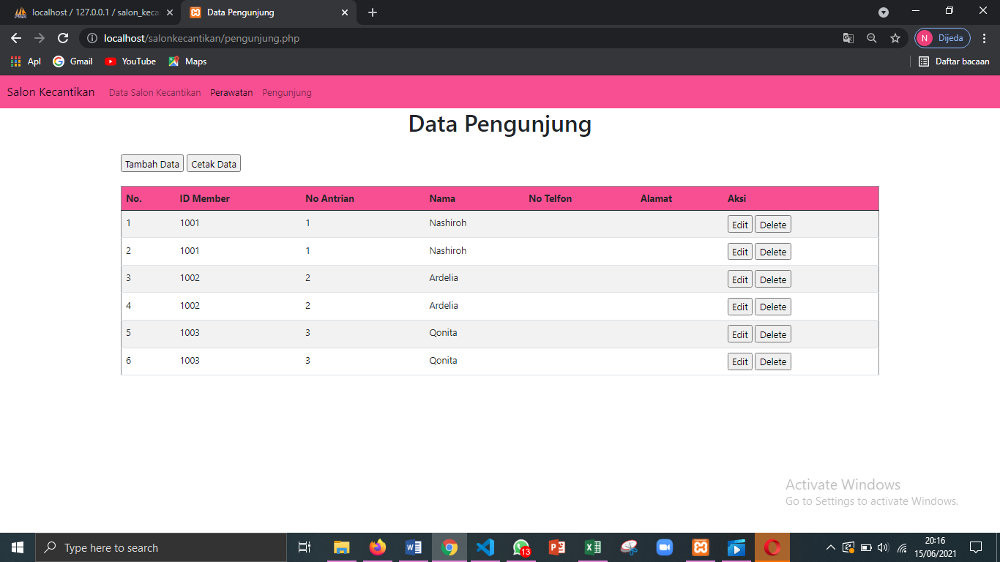 localhost / 127.0.0.1 / salon_keca
Data Pengunjung
localhost/salonkecantikan/pengunjung.php
N Dijeda
Apl Gmail YouTube Maps Daftar bacaan
Salon Kecantikan Data Salon Kecantikan Perawatan Pengunjung
Data Pengunjung
Tambah Data Cetak Data
No. ID Member No Antrian Nama No Telfon Alamat Aksi
1 1001 1 Nashiroh Edit Delete
2 1001 1 Nashiroh Edit Delete
3 1002 2 Ardelia Edit Delete
4 1002 2 Ardelia Edit Delete
5 1003 3 Qonita Edit Delete
6 1003 3 Qonita Edit Delete
Activate Windows
Go to Settings to activate Windows.
Type here to search
13
20:16
15/06/2021